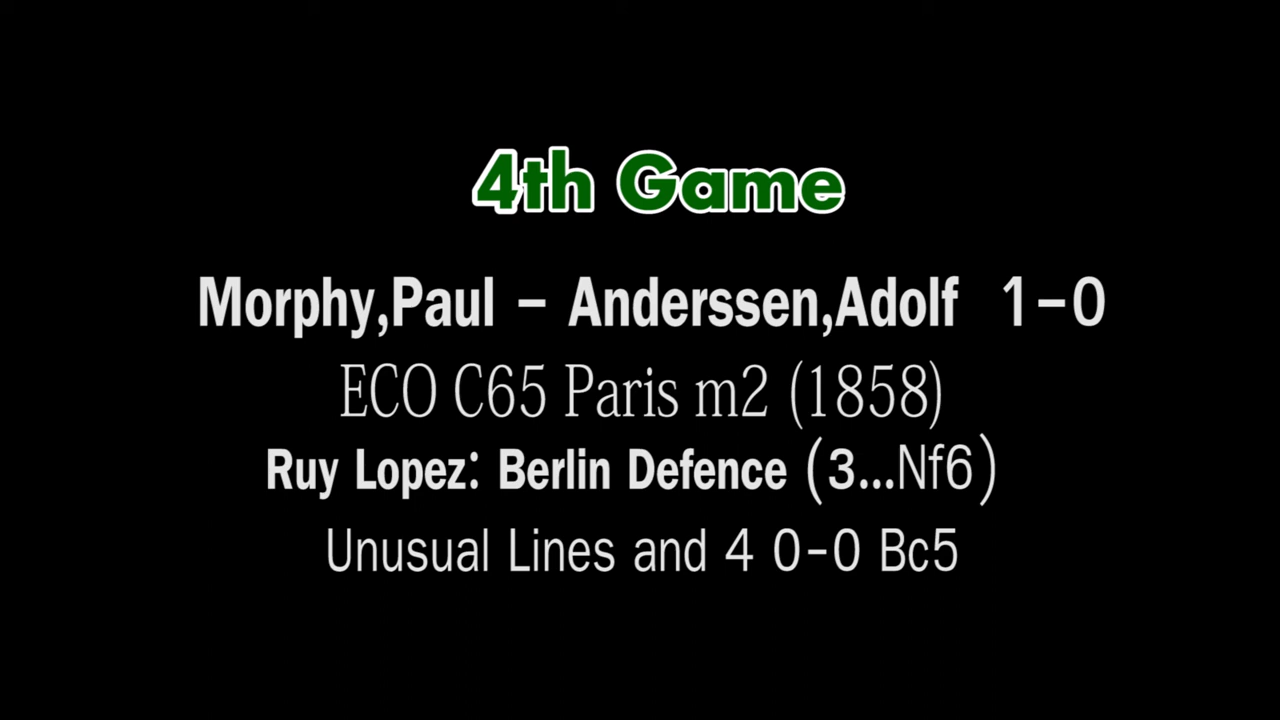 4th Game
Morphy,Paul - Anderssen,Adolf 1-0
ECO C65 Paris m2 (1858)
Ruy Lopez: Berlin Defence (3...Nf6)
Unusual Lines and 4 0-0 Bc5